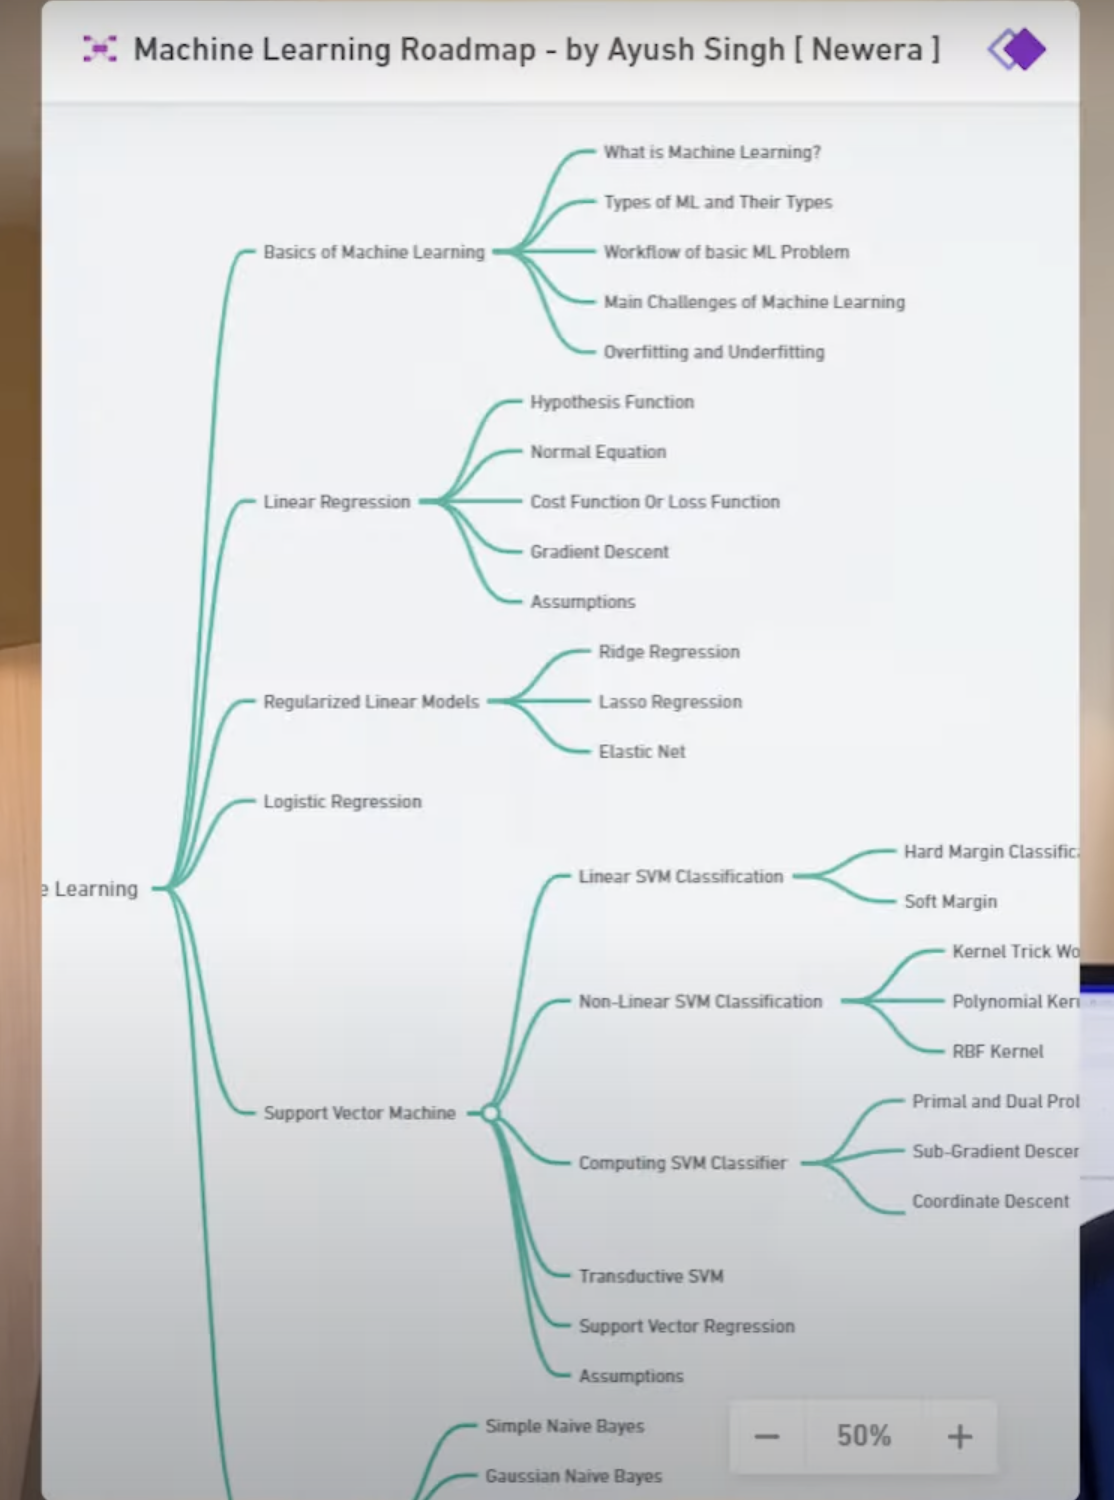 Machine Learning Roadmap - by Ayush Singh [ Newera ]
What is Machine Learning?
Types of ML and Their Types
Basics of Machine Learning
Workflow of basic ML Problem
Main Challenges of Machine Learning
Overfitting and Underfitting
Hypothesis Function
Normal Equation
Linear Regression
Cost Function Or Loss Function
Gradient Descent
Assumptions
Ridge Regression
Regularized Linear Models
Lasso Regression
Elastic Net
Logistic Regression
e Learning
Linear SVM Classification
Hard Margin Classific
Soft Margin
Non-Linear SVM Classification
Kernel Trick Wo
Polynomial Ker
RBF Kernel
Support Vector Machine
Computing SVM Classifier
Primal and Dual Pro
Sub-Gradient Descen
Coordinate Descent
Transductive SVM
Support Vector Regression
Assumptions
Simple Naive Bayes
Gaussian Naive Bayes
50%